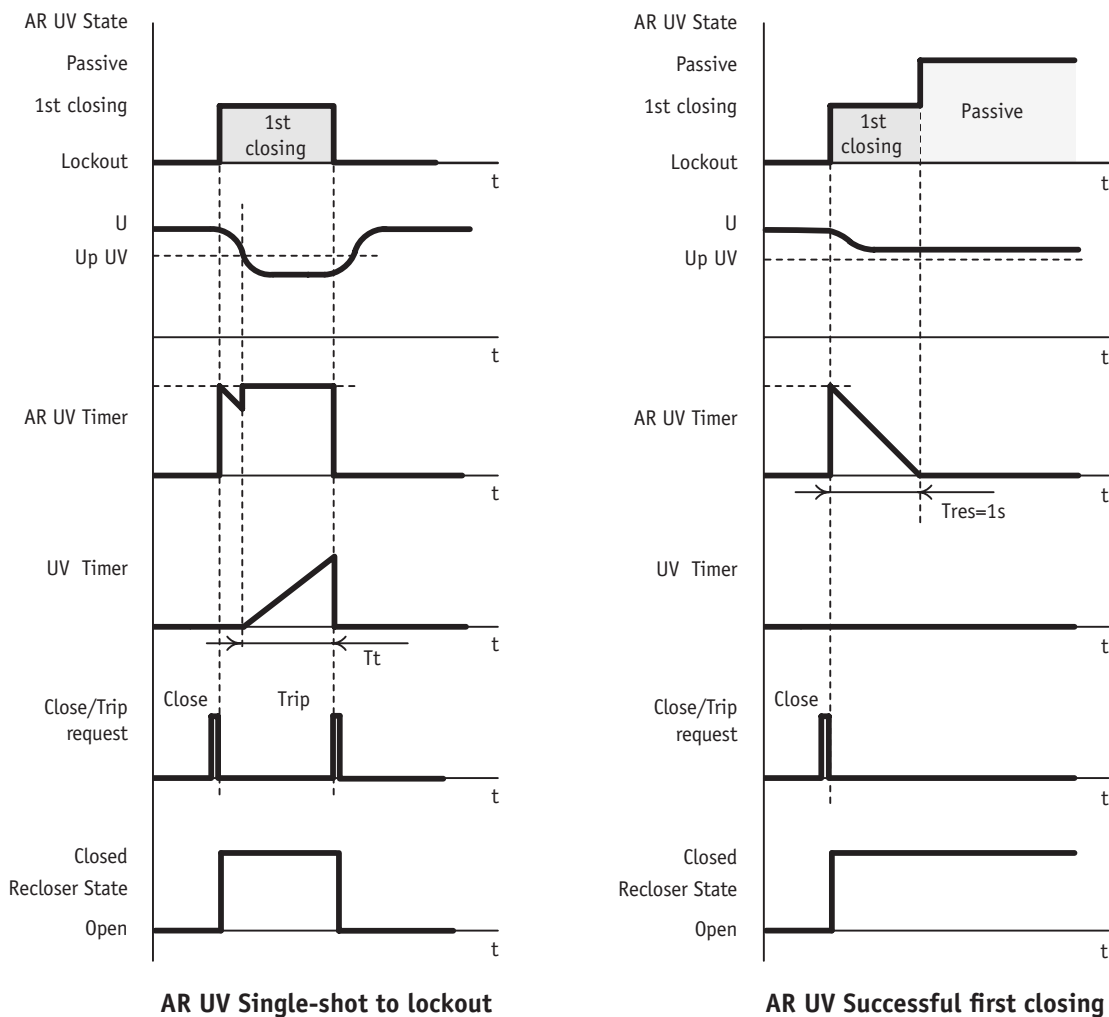 AR UV State
Passive
1st closing
1st
closing
Lockout
t
U
Up UV
t
AR UV Timer
t
UV Timer
t
Tt
Close Trip
Close/Trip
request
t
Closed
Recloser State
Open
t
AR UV Single-shot to lockout
AR UV State
Passive
1st closing
1st
closing
Passive
Lockout
t
U
Up UV
t
AR UV Timer
t
Tres=1s
UV Timer
t
Close
Close/Trip
request
t
Closed
Recloser State
Open
t
AR UV Successful first closing